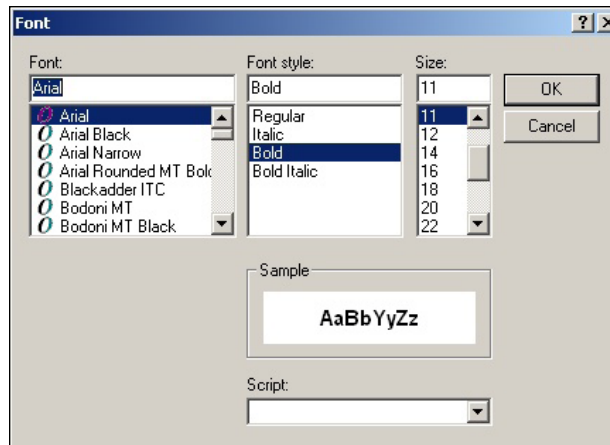 Font
Font:
Font style:
Size:
Arial
Bold
11
OK
Cancel
Arial
Arial Black
Arial Narrow
Arial Rounded MT Bold
Blackadder ITC
Bodoni MT
Bodoni MT Black
Regular
Italic
Bold
Bold Italic
11
12
14
16
18
20
22
Sample
AaBbYyZz
Script: